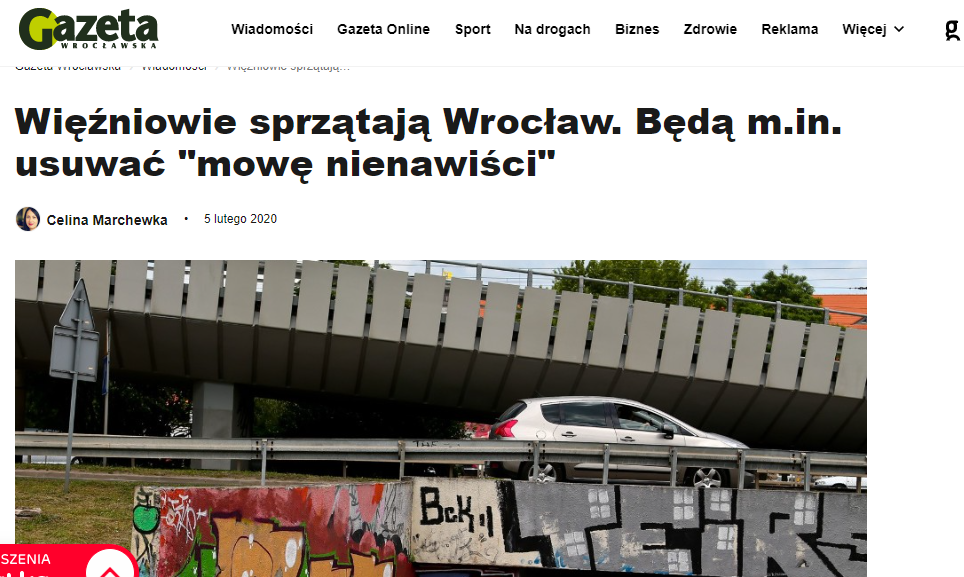 Gazeta
WROCŁAWSKA
Wiadomości Gazeta Online Sport Na drogach Biznes Zdrowie Reklama Więcej
g
Gazeta Wrocławska › Wiadomości › Więźniowie sprzątają...
Więźniowie sprzątają Wrocław. Będą m.in.
usuwać "mowę nienawiści"
Celina Marchewka • 5 lutego 2020
THE
BCK
SZENIA